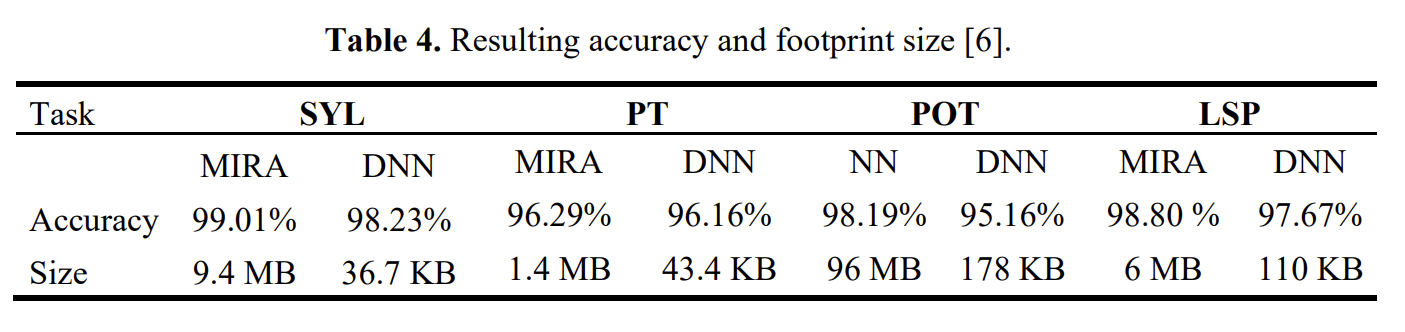 Table 4. Resulting accuracy and footprint size [6].
Task SYL PT POT LSP
MIRA DNN MIRA DNN NN DNN MIRA DNN
Accuracy 99.01% 98.23% 96.29% 96.16% 98.19% 95.16% 98.80 % 97.67%
Size 9.4 MB 36.7 KB 1.4 MB 43.4 KB 96 MB 178 KB 6 MB 110 KB